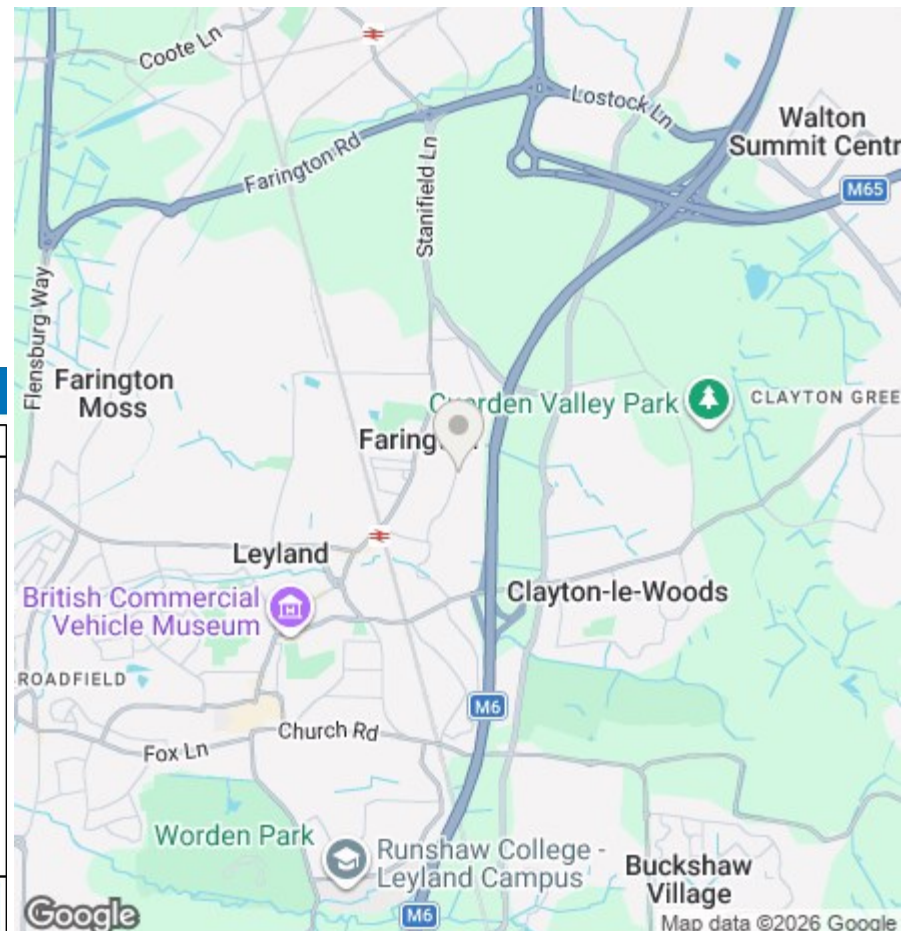 Coote Ln
Lostock Ln
Walton
Summit Centr
Farington Rd
M65
Stanifield Ln
Flensburg Way
Farington
Moss
Cuerden Valley Park
CLAYTON GREE
Leyland
British Commercial
Vehicle Museum
Clayton-le-Woods
ROADFIELD
M6
Church Rd
Fox Ln
Worden Park
Runshaw College -
Leyland Campus
Buckshaw
Village
M6
Google
Map data ©2026 Google